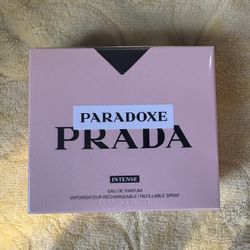 PARADOXE
PRADA
INTENSE
EAU DE PARFUM
VAPORISATEUR RECHARGEABLE / REFILLABLE SPRAY